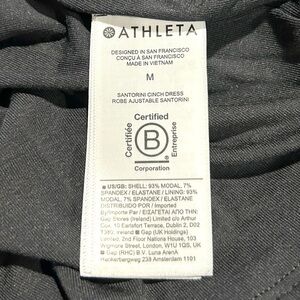 ATHLETA
DESIGNED IN SAN FRANCISCO
CONÇU À SAN FRANCISCO
MADE IN VIETNAM
M
SANTORINI CINCH DRESS
ROBE AJUSTABLE SANTORINI
Certified
Certifiée
B
Entreprise
Corporation
US/GB: SHELL: 93% MODAL, 7%
SPANDEX / ELASTANE / LINING: 93%
MODAL, 7% SPANDEX / ELASTANE
DISTRIBUIDO POR / Imported
By/Importé Par / ΕΙΣΑΓΕΤΑΙ ΑΠΟ ΤΗΝ:
Gap Stores (Ireland) Limited c/o Arthur
Cox, 10 Earlsfort Terrace, Dublin 2, D02
T380, Ireland Gap (UK Holdings)
Limited, 2nd Floor Nations House, 103
Wigmore Street, London, W1U 1QS, UK
Gap (RHC) B.V. Luna ArenA
Herikerbergweg 238 Amsterdam 1101